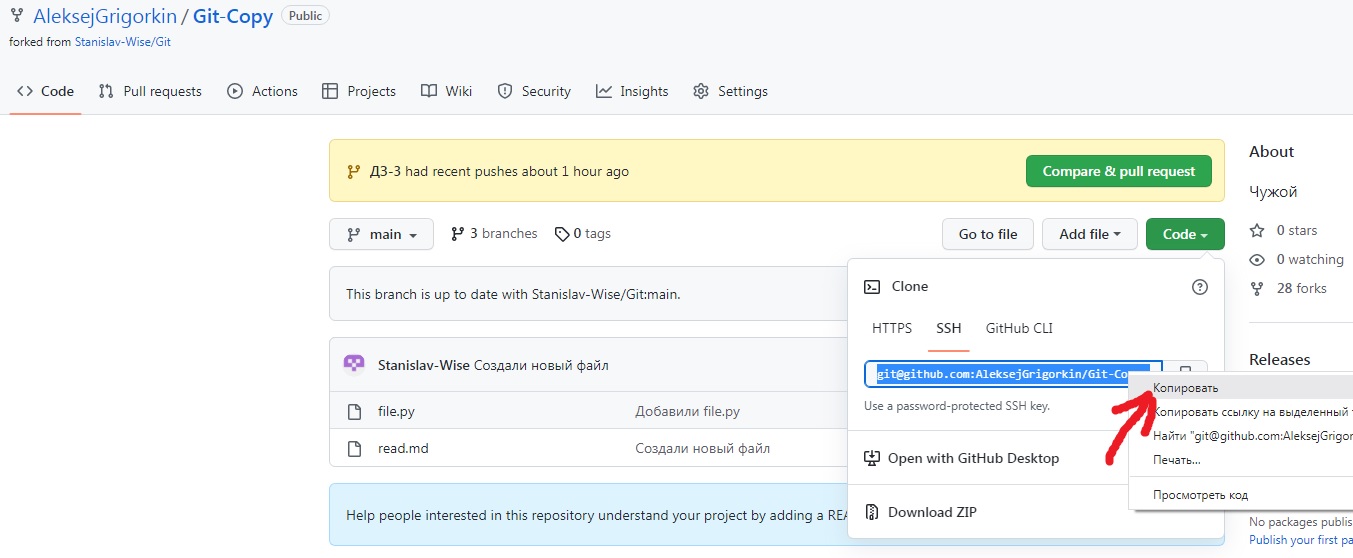 AleksejGrigorkin / Git-Copy Public
forked from Stanislav-Wise/Git
Code Pull requests Actions Projects Wiki Security Insights Settings
ДЗ-3 had recent pushes about 1 hour ago
Compare & pull request
main 3 branches 0 tags
Go to file Add file Code
This branch is up to date with Stanislav-Wise/Git:main.
Stanislav-Wise Создали новый файл
file.py Добавили file.py
read.md Создали новый файл
Help people interested in this repository understand your project by adding a REA
Clone
HTTPS SSH GitHub CLI
git@github.com:AleksejGrigorkin/Git-Co
Use a password-protected SSH key.
Open with GitHub Desktop
Download ZIP
Копировать
Копировать ссылку на выделенный т
Найти "git@github.com:AleksejGrigor
Печать...
Просмотреть код
About
Чужой
0 stars
0 watching
28 forks
Releases
No packages publis
Publish your first pa